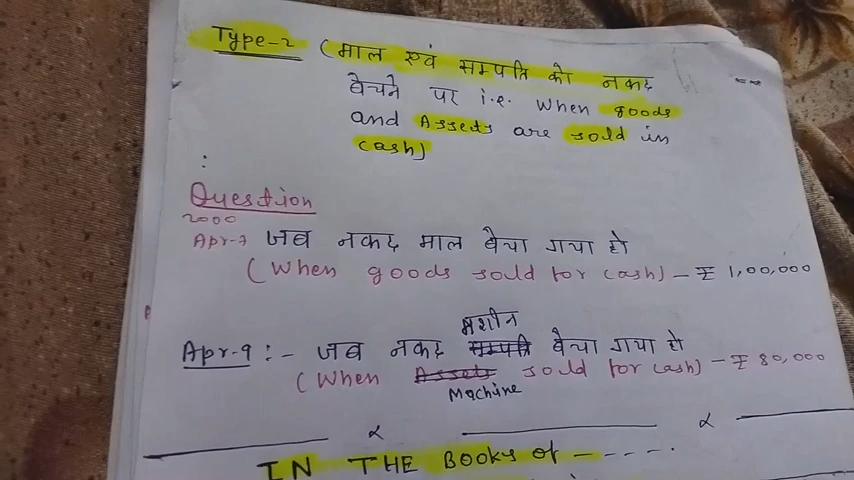 Type-2 (माल एवं सम्पत्ति को नकद
बेचने पर i.e. When goods
and Assets are sold in
cash)
Question
2000
Apr-7 जब नकद माल बेचा गया हो
(When goods sold for cash) - ₹ 1,00,000
मशीन
Apr-9 :- जब नकद सम्पत्ति बेचा गया हो
(When Assets sold for cash) - ₹ 80,000
Machine
IN THE BOOKS of - - - - -